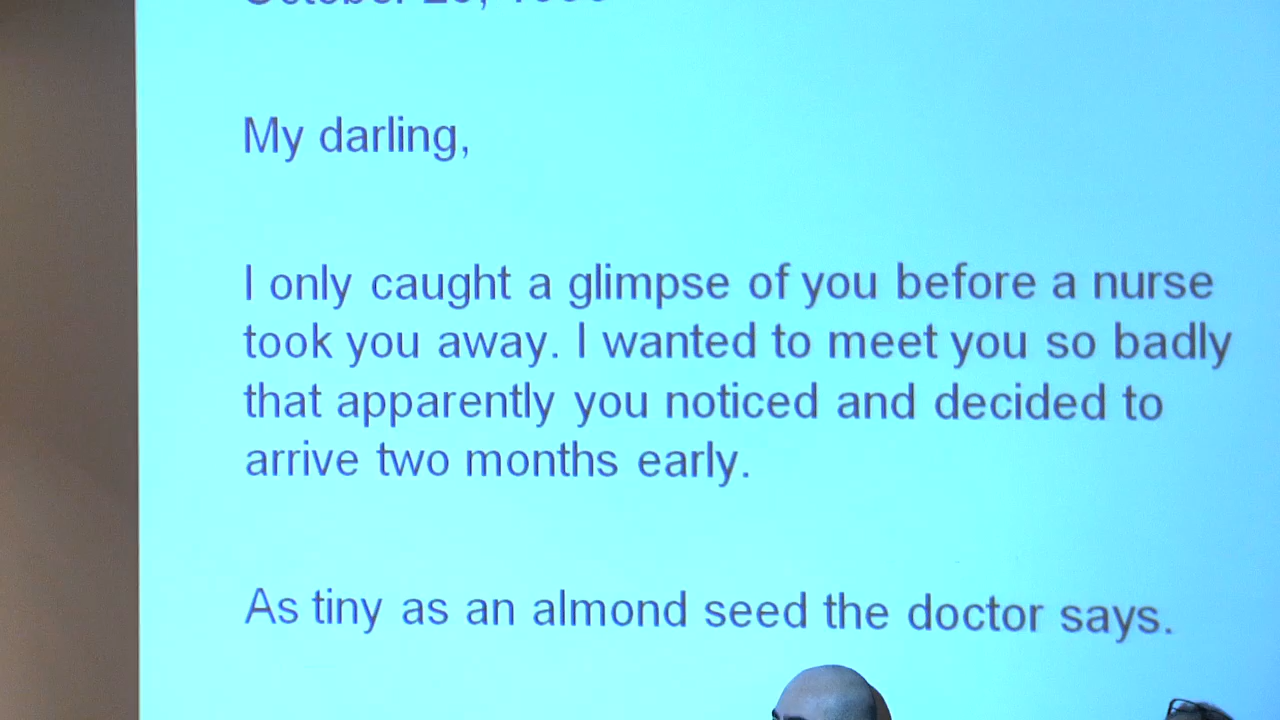 October
My darling,
I only caught a glimpse of you before a nurse
took you away. I wanted to meet you so badly
that apparently you noticed and decided to
arrive two months early.
As tiny as an almond seed the doctor says.